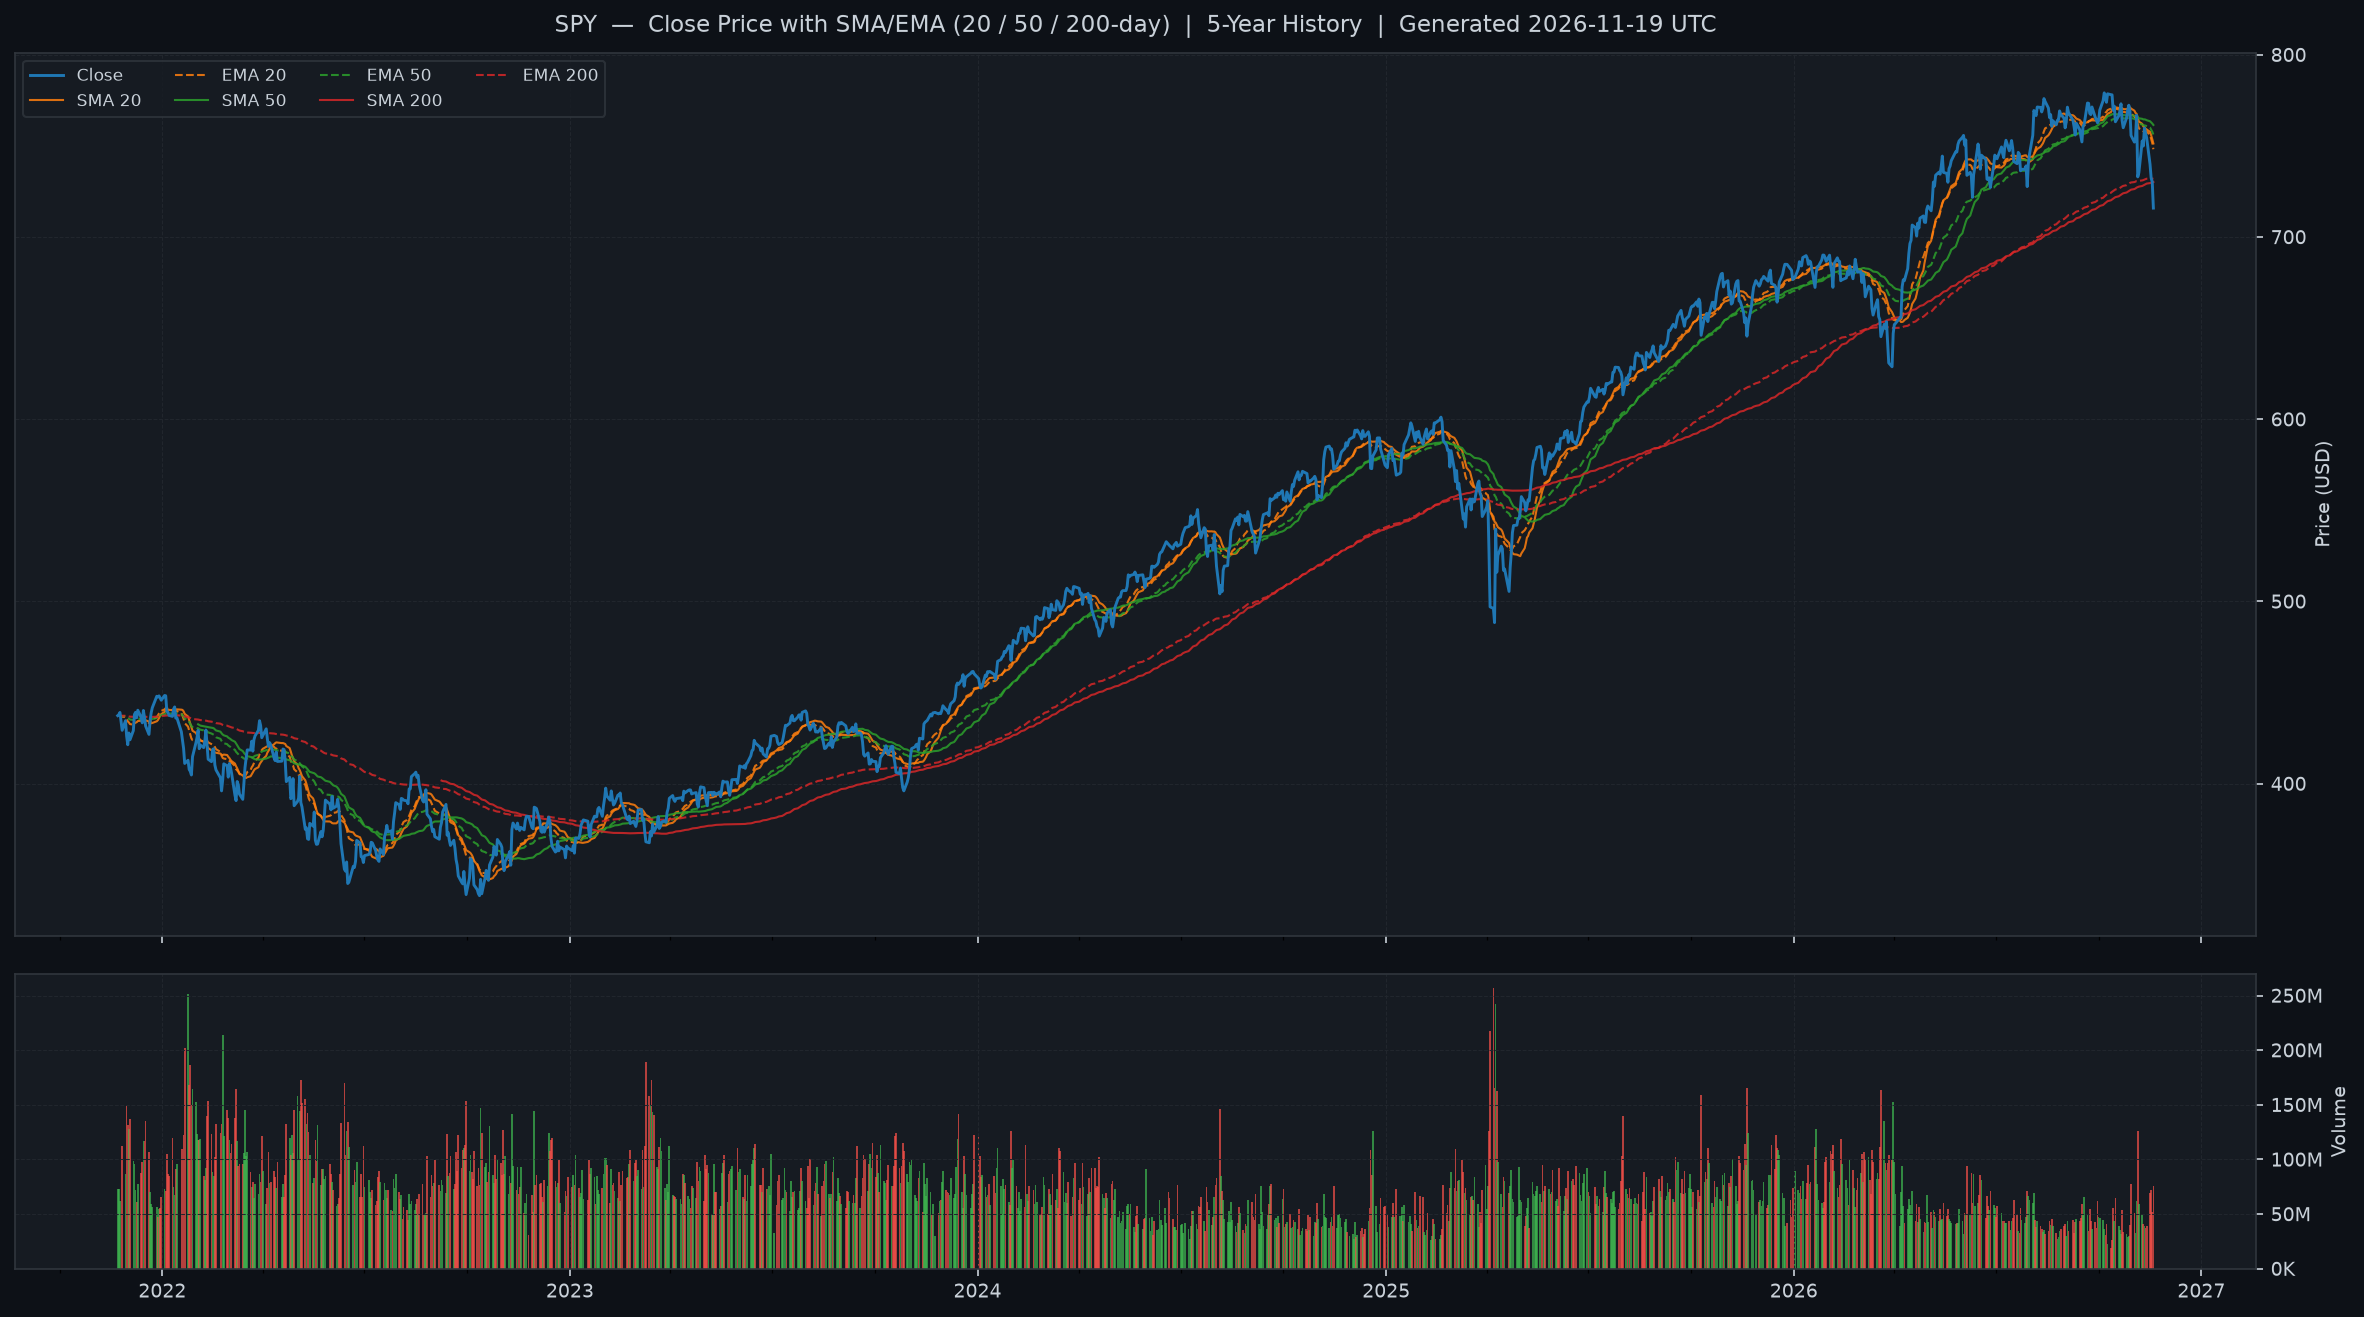 SPY — Close Price with SMA/EMA (20 / 50 / 200-day) | 5-Year History | Generated 2026-11-19 UTC
Close EMA 20 EMA 50 EMA 200
SMA 20 SMA 50 SMA 200
800
700
600
500
400
Price (USD)
250M
200M
150M
100M
50M
0K
Volume
2022 2023 2024 2025 2026 2027